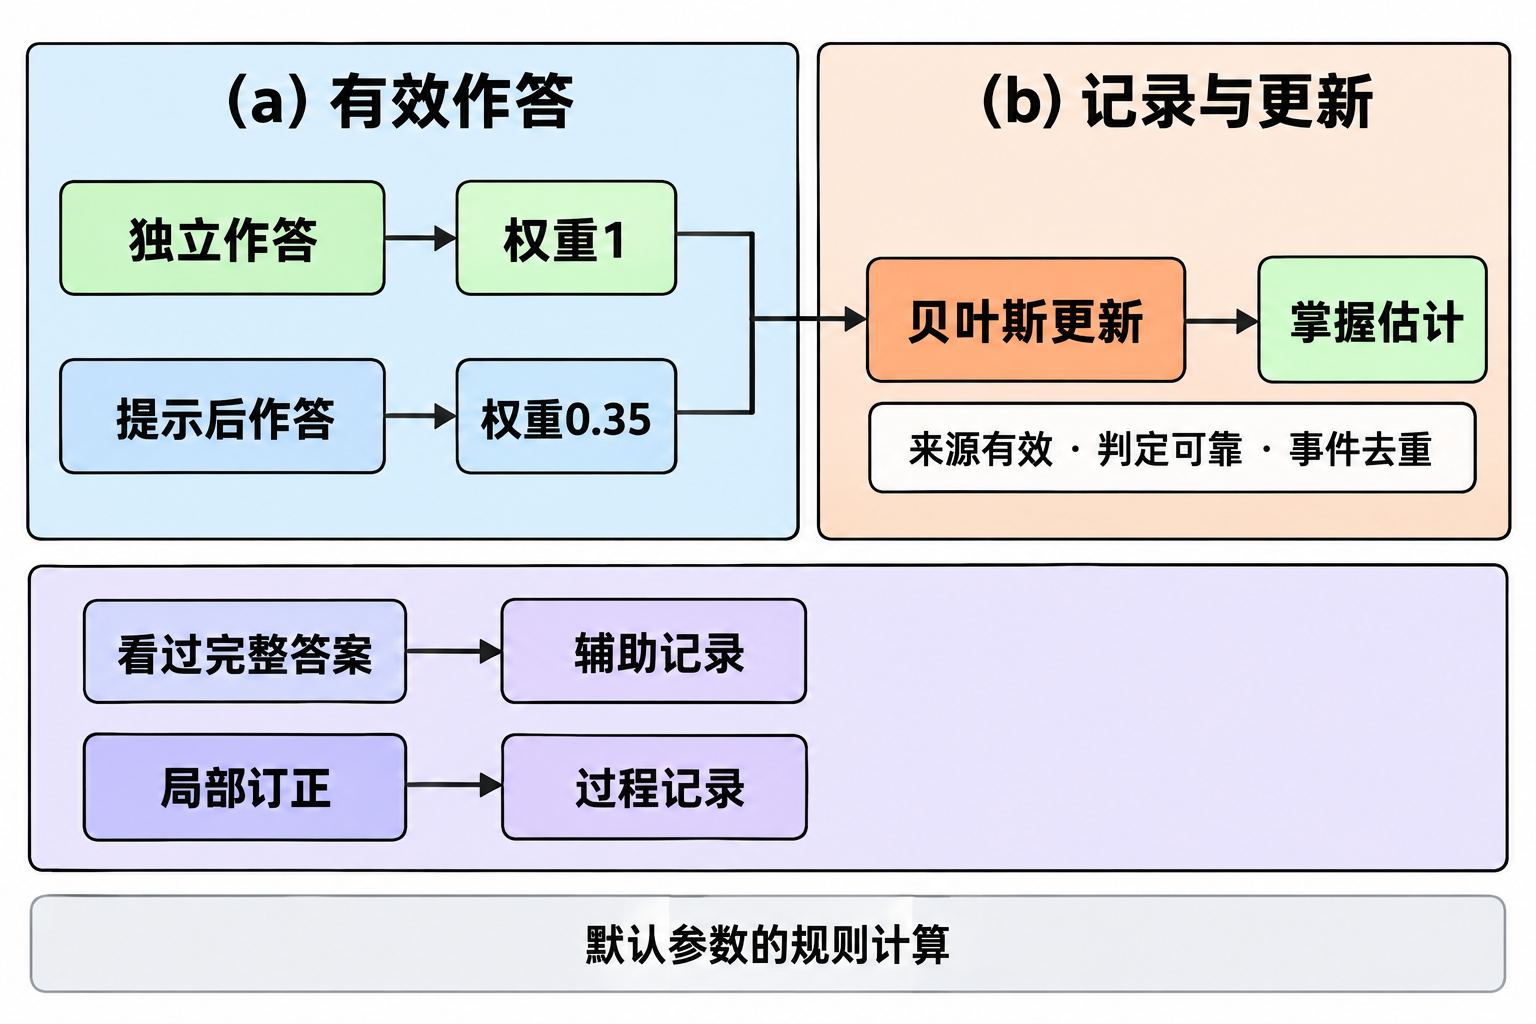 (a) 有效作答
独立作答
权重1
提示后作答
权重0.35
(b) 记录与更新
贝叶斯更新
掌握估计
来源有效 · 判定可靠 · 事件去重
看过完整答案
辅助记录
局部订正
过程记录
默认参数的规则计算